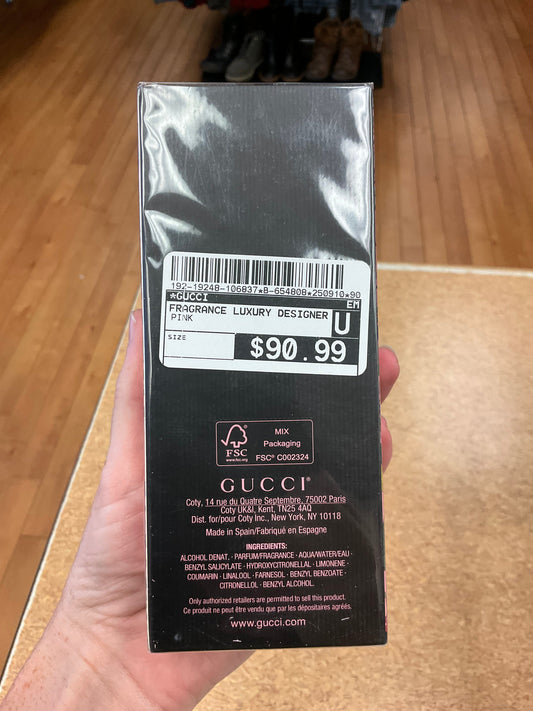 192-19248-106837*8-654808*250910*90
*GUCCI EM
FRAGRANCE LUXURY DESIGNER
PINK U
SIZE
$90.99
FSC
www.fsc.org
MIX
Packaging
FSC® C002324
GUCCI®
Coty, 14 rue du Quatre Septembre, 75002 Paris
Coty UK&I, Kent, TN25 4AQ
Dist. for/pour Coty Inc., New York, NY 10118
Made in Spain/Fabriqué en Espagne
INGREDIENTS:
ALCOHOL DENAT. · PARFUM/FRAGRANCE · AQUA/WATER/EAU ·
BENZYL SALICYLATE · HYDROXYCITRONELLAL · LIMONENE ·
COUMARIN · LINALOOL · FARNESOL · BENZYL BENZOATE ·
CITRONELLOL · BENZYL ALCOHOL.
Only authorized retailers are permitted to sell this product.
Ce produit ne peut être vendu que par les dépositaires agréés.
www.gucci.com